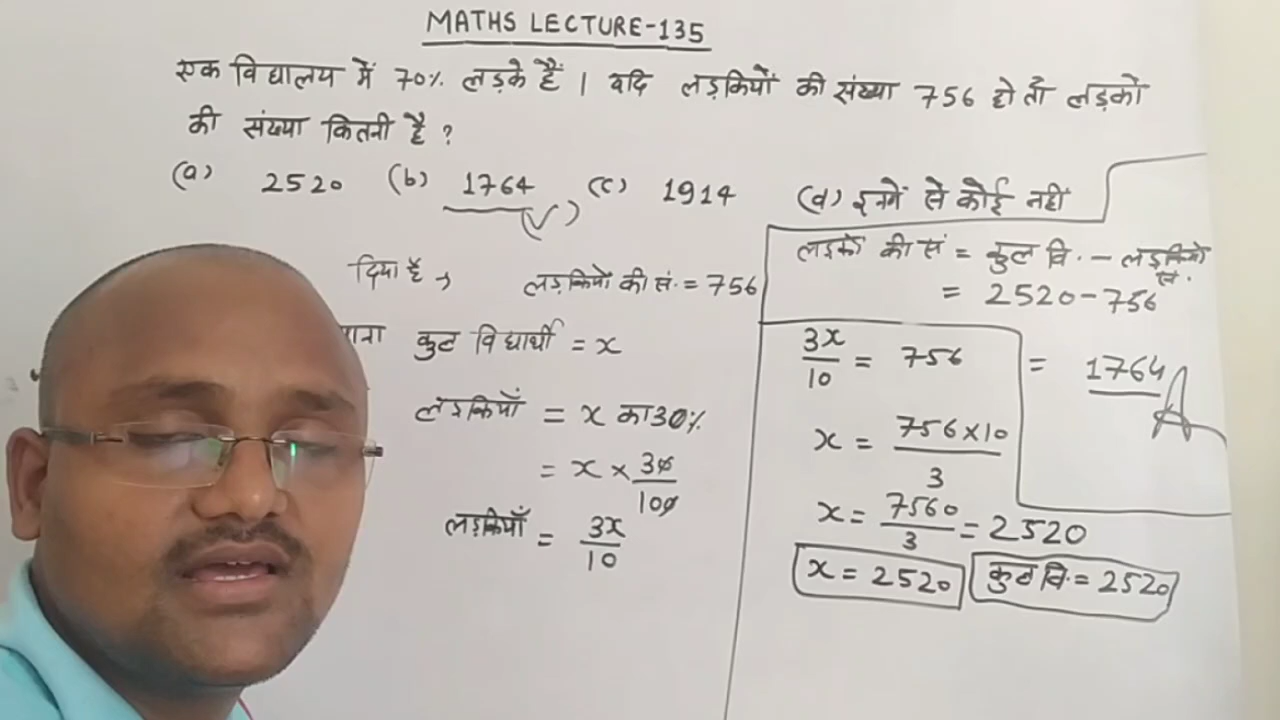 MATHS LECTURE-135
एक विद्यालय में 70% लड़के हैं । यदि लड़कियों की संख्या 756 हो तो लड़कों
की संख्या कितनी है ?
(a) 2520 (b) 1764 (c) 1914 (d) इनमें से कोई नहीं
(✓)
दिया है → लड़कियों की सं. = 756
माना कुल विद्यार्थी = x
लड़कियाँ = x का 30%
= x × 30/100
लड़कियाँ = 3x/10
लड़कों की सं = कुल वि. - लड़कियों सं.
= 2520-756
= 1764 A
3x/10 = 756
x = 756×10/3
x = 7560/3 = 2520
x = 2520 कुल वि. = 2520